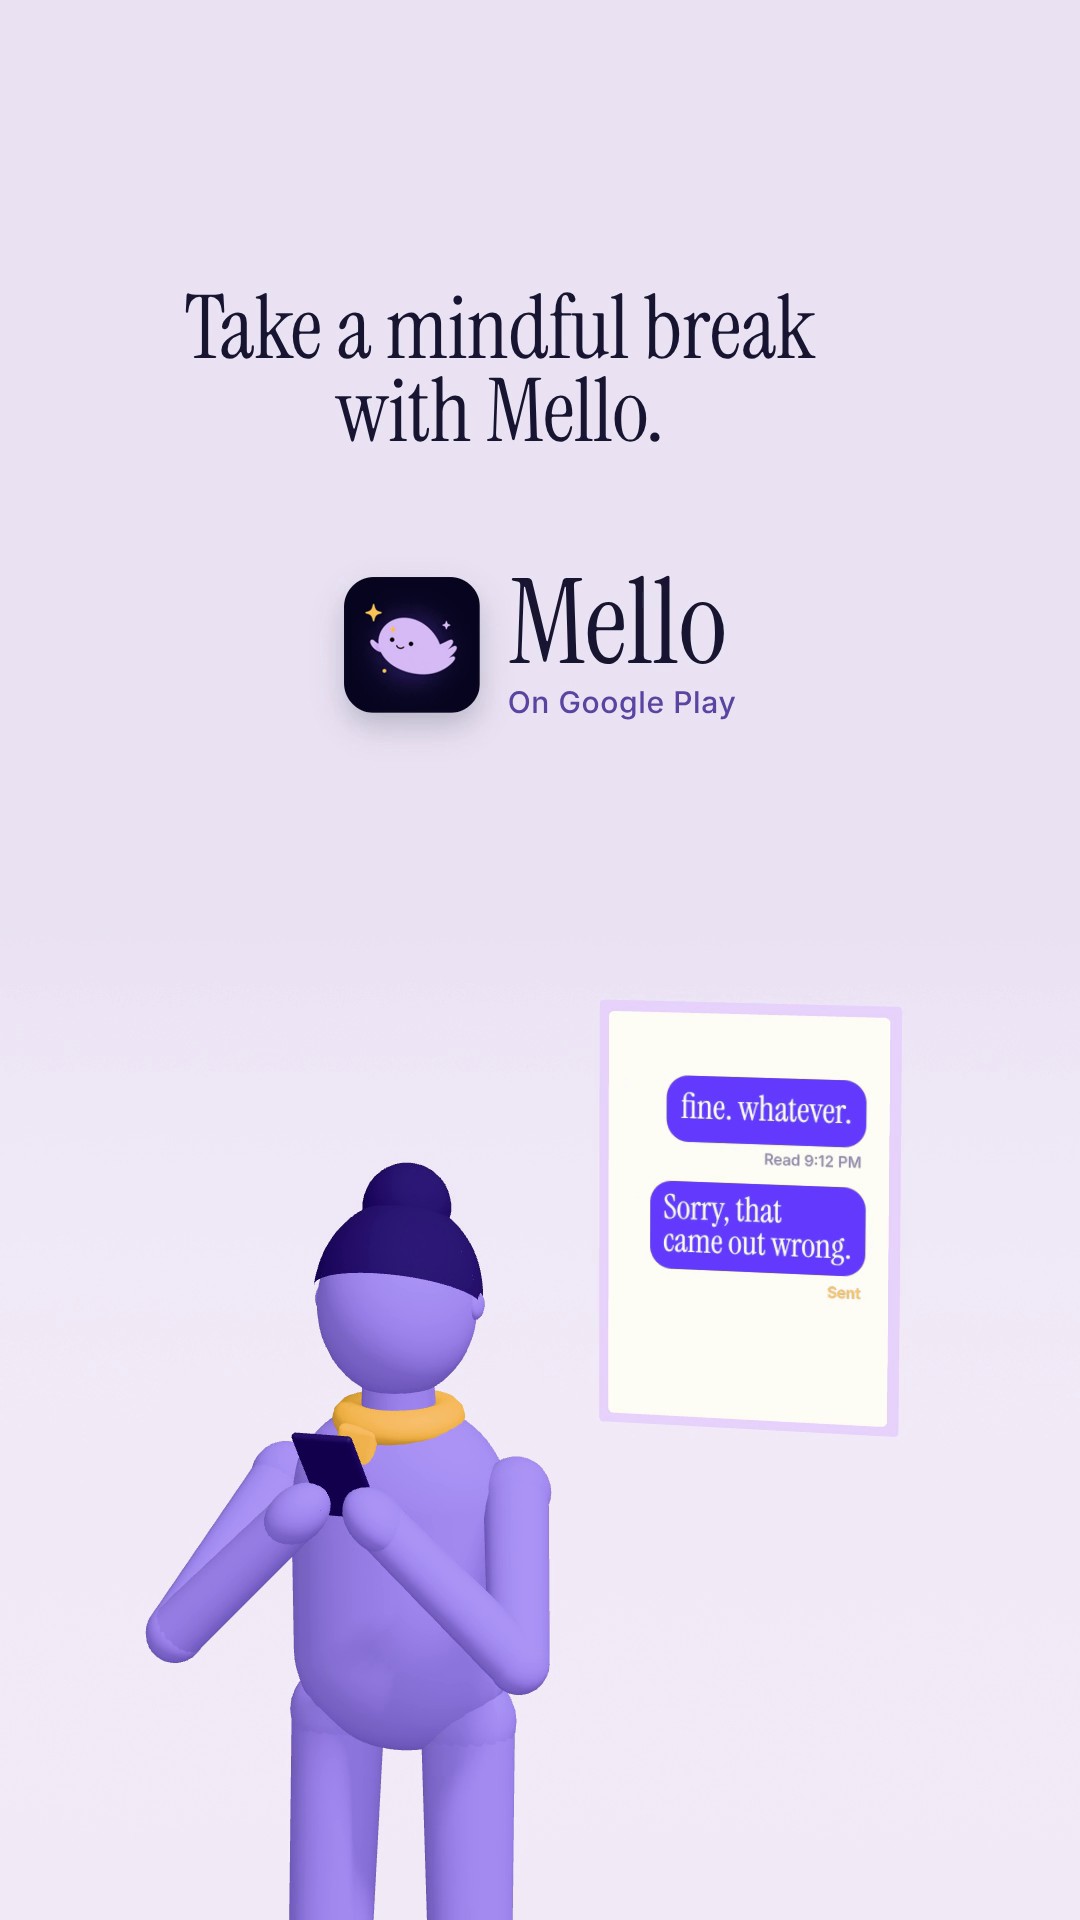 Take a mindful break
with Mello.
Mello
On Google Play
fine. whatever.
Read 9:12 PM
Sorry, that
came out wrong.
Sent